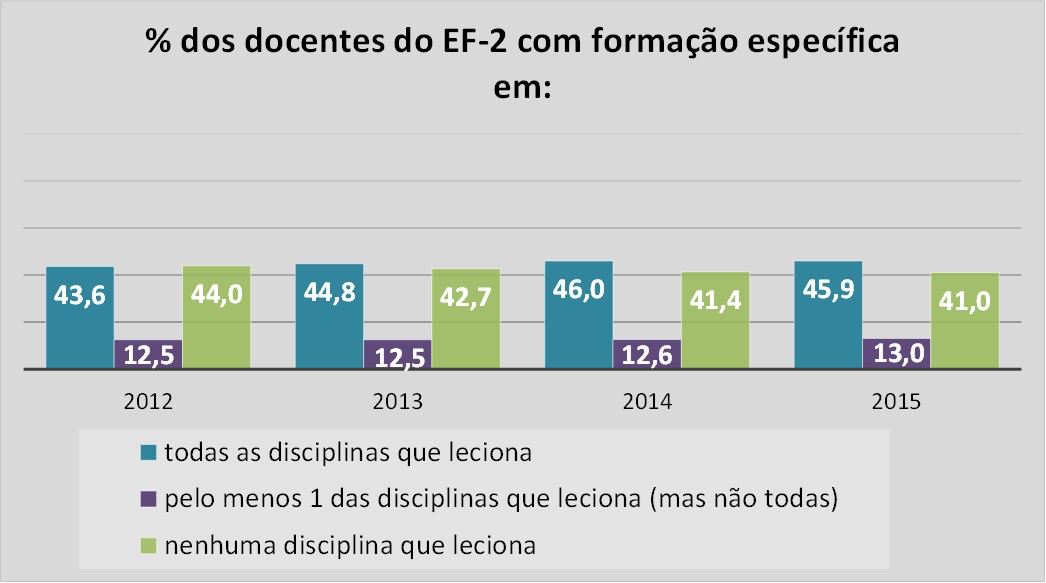 % dos docentes do EF-2 com formação específica
em:
43,6 12,5 44,0 44,8 12,5 42,7 46,0 12,6 41,4 45,9 13,0 41,0
2012 2013 2014 2015
todas as disciplinas que leciona
pelo menos 1 das disciplinas que leciona (mas não todas)
nenhuma disciplina que leciona